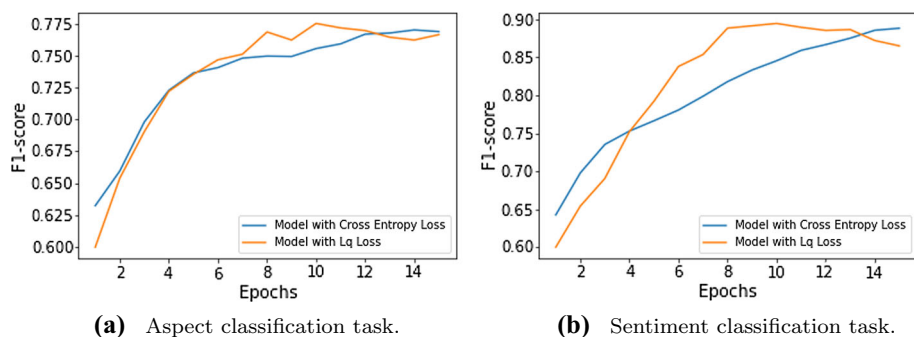 0.775
0.750
0.725
0.700
0.675
0.650
0.625
0.600
F1-score
2 4 6 8 10 12 14
Epochs
Model with Cross Entropy Loss
Model with Lq Loss
(a) Aspect classification task.
0.90
0.85
0.80
0.75
0.70
0.65
0.60
F1-score
2 4 6 8 10 12 14
Epochs
Model with Cross Entropy Loss
Model with Lq Loss
(b) Sentiment classification task.